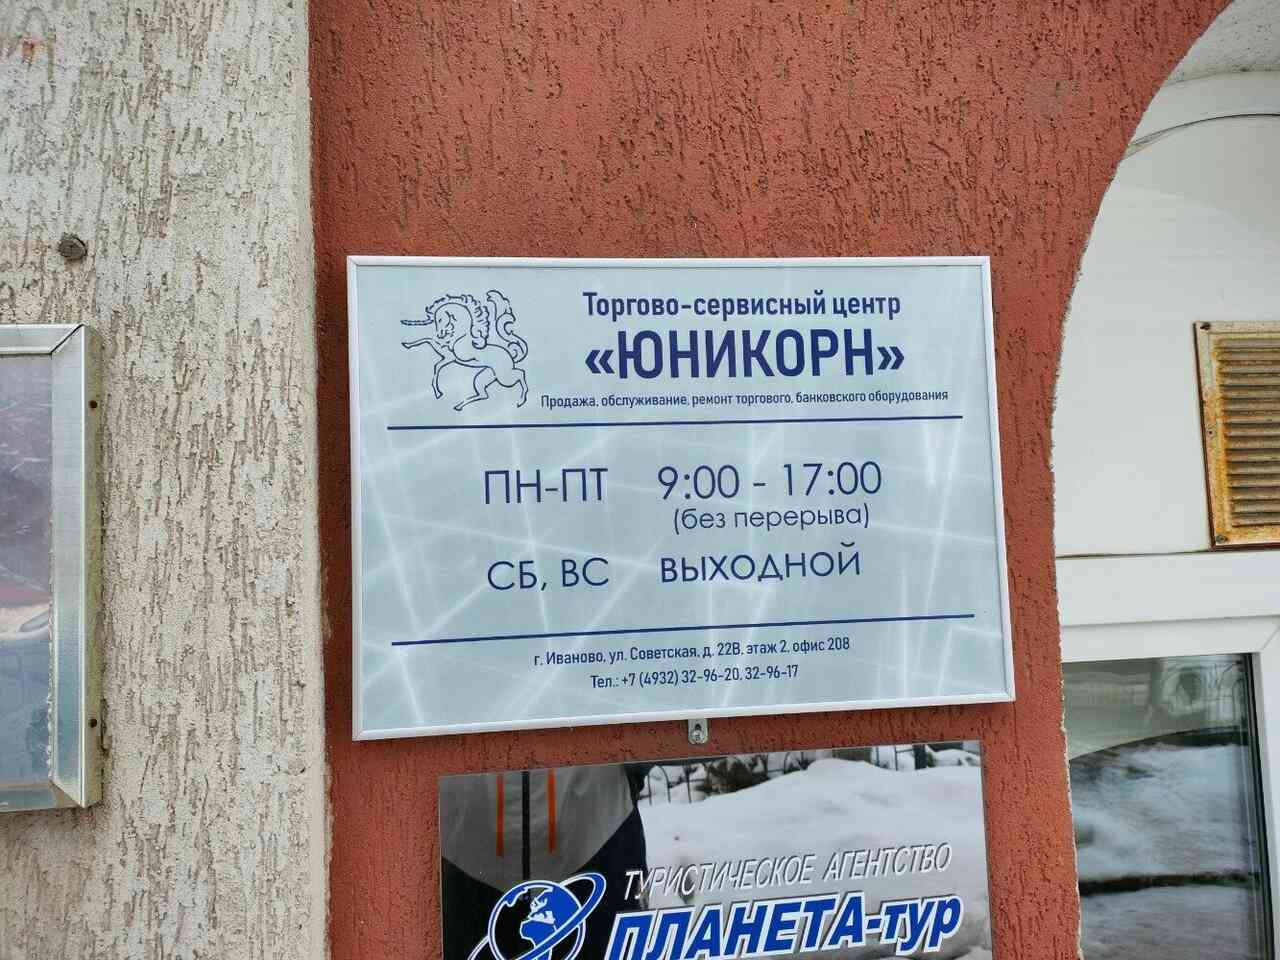 Торгово-сервисный центр
«ЮНИКОРН»
Продажа, обслуживание, ремонт торгового, банковского оборудования
ПН-ПТ 9:00 - 17:00
(без перерыва)
СБ, ВС ВЫХОДНОЙ
г. Иваново, ул. Советская, д. 22В, этаж 2, офис 208
Тел.: +7 (4932) 32-96-20, 32-96-17
ТУРИСТИЧЕСКОЕ АГЕНТСТВО
ПЛАНЕТА-тур